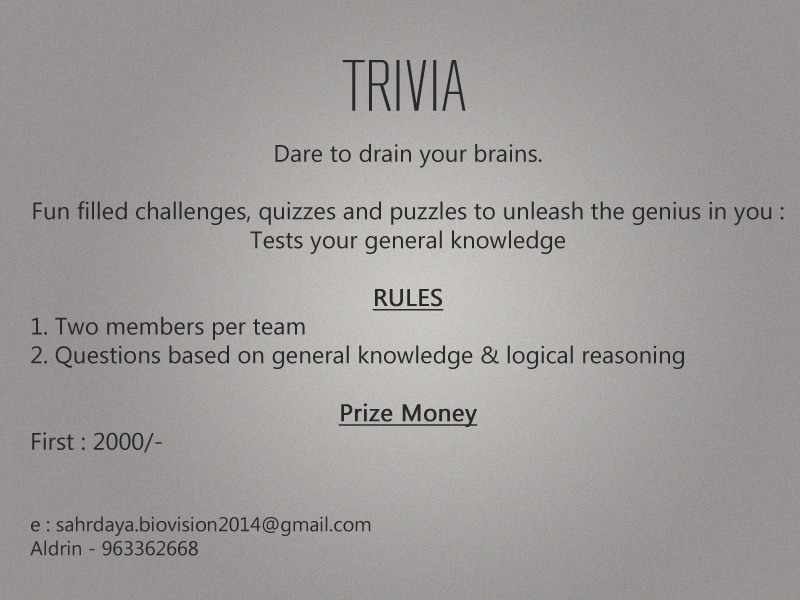 TRIVIA
Dare to drain your brains.
Fun filled challenges, quizzes and puzzles to unleash the genius in you :
Tests your general knowledge
RULES
1. Two members per team
2. Questions based on general knowledge & logical reasoning
Prize Money
First : 2000/-
e : sahrdaya.biovision2014@gmail.com
Aldrin - 963362668